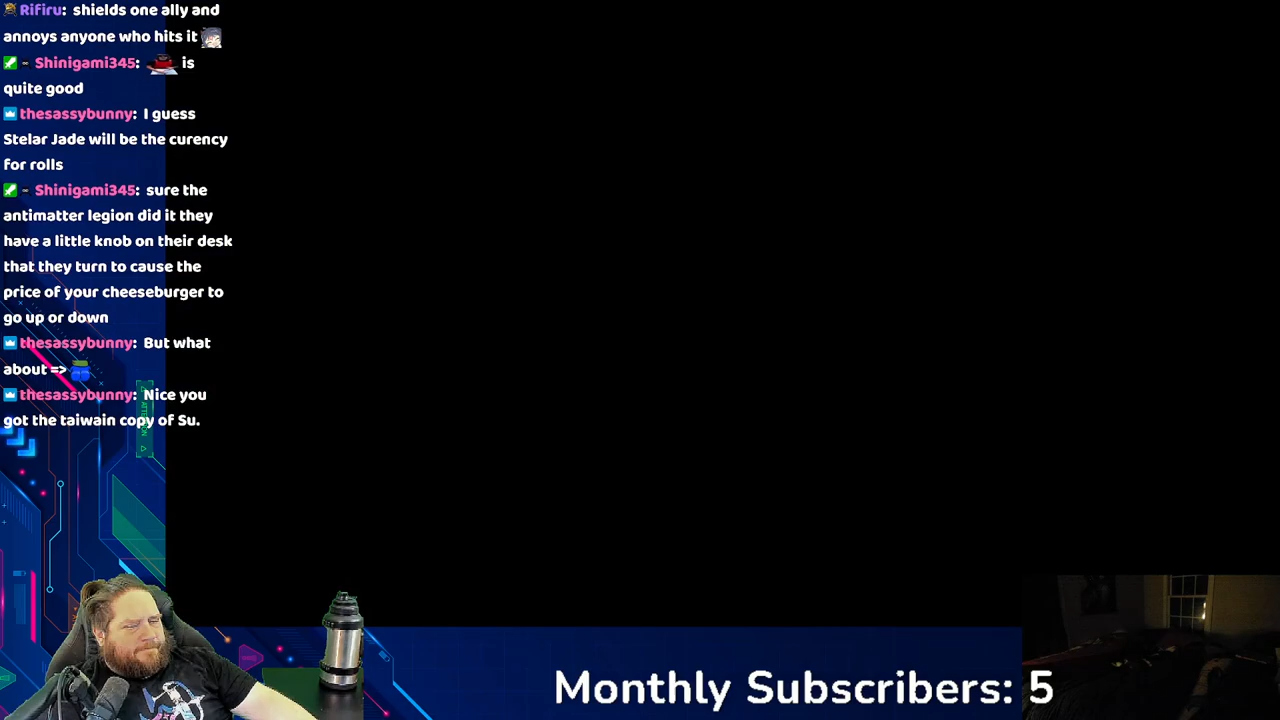 Rifiru: shields one ally and
annoys anyone who hits it
Shinigami345: is
quite good
thesassybunny: I guess
Stelar Jade will be the curency
for rolls
Shinigami345: sure the
antimatter legion did it they
have a little knob on their desk
that they turn to cause the
price of your cheeseburger to
go up or down
thesassybunny: But what
about =>
thesassybunny: Nice you
got the taiwain copy of Su.
Monthly Subscribers: 5